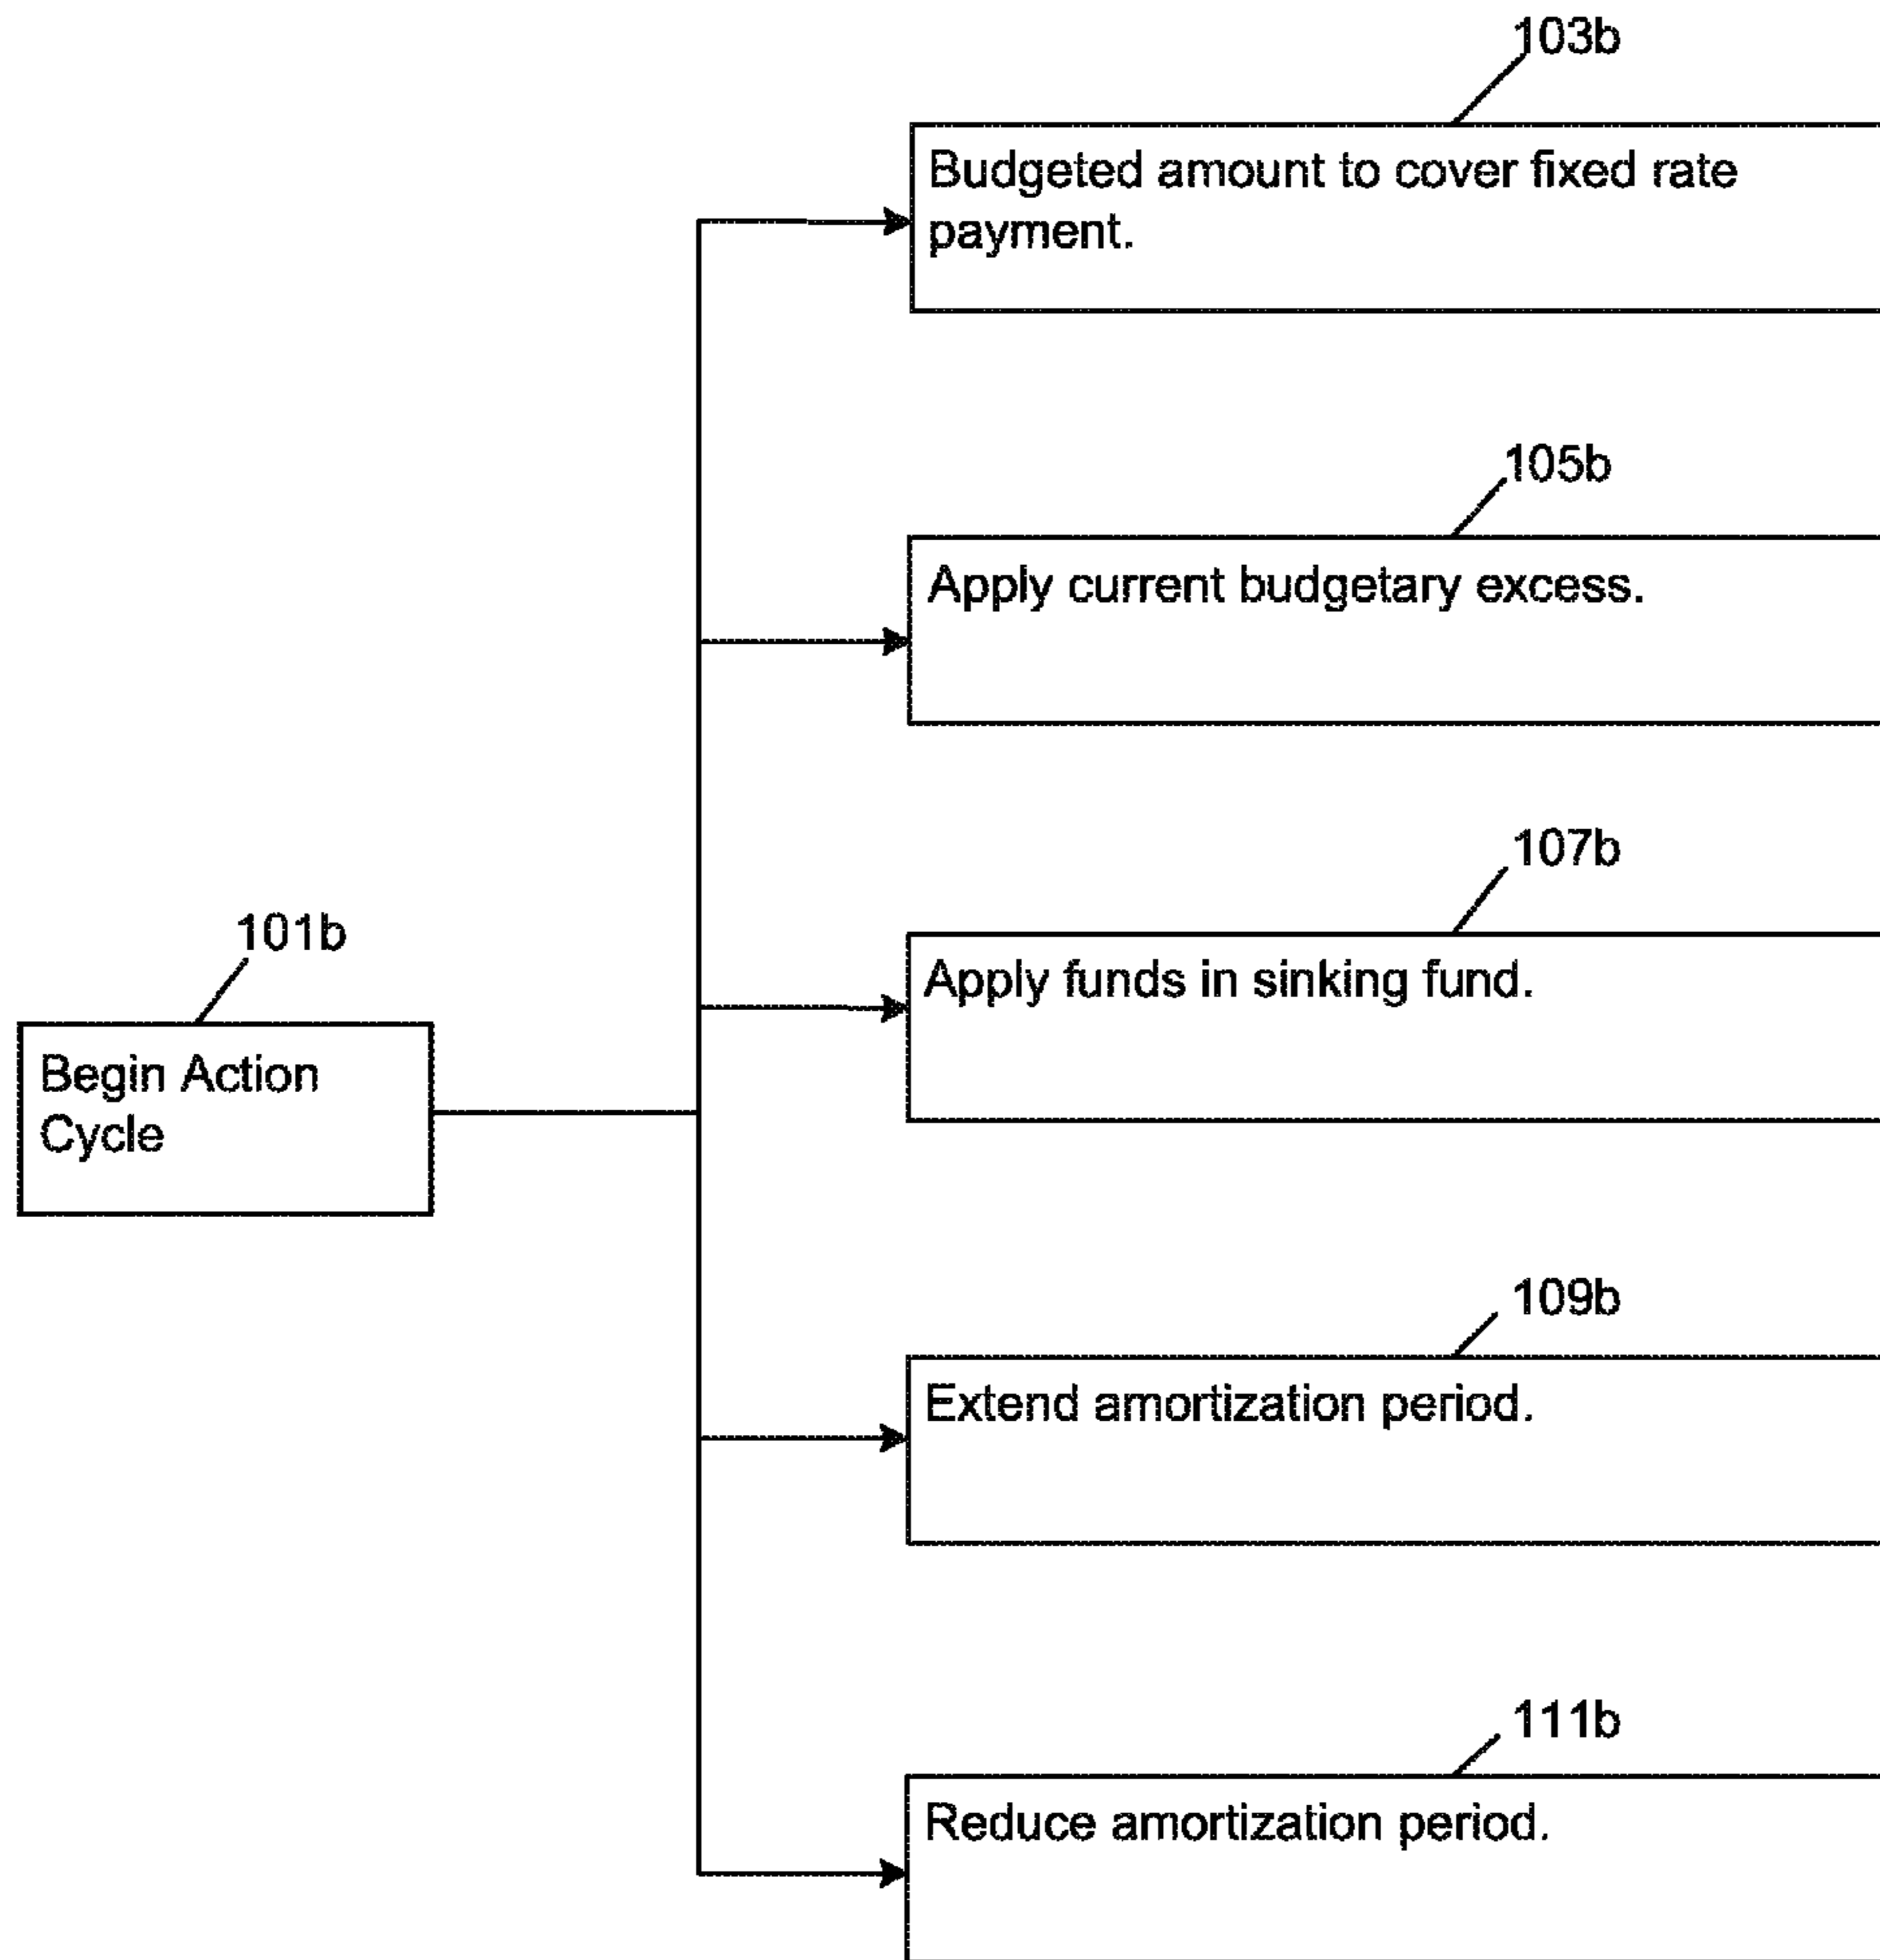 103b
Budgeted amount to cover fixed rate
payment.
105b
Apply current budgetary excess.
107b
Apply funds in sinking fund.
101b
Begin Action
Cycle
109b
Extend amortization period.
111b
Reduce amortization period.